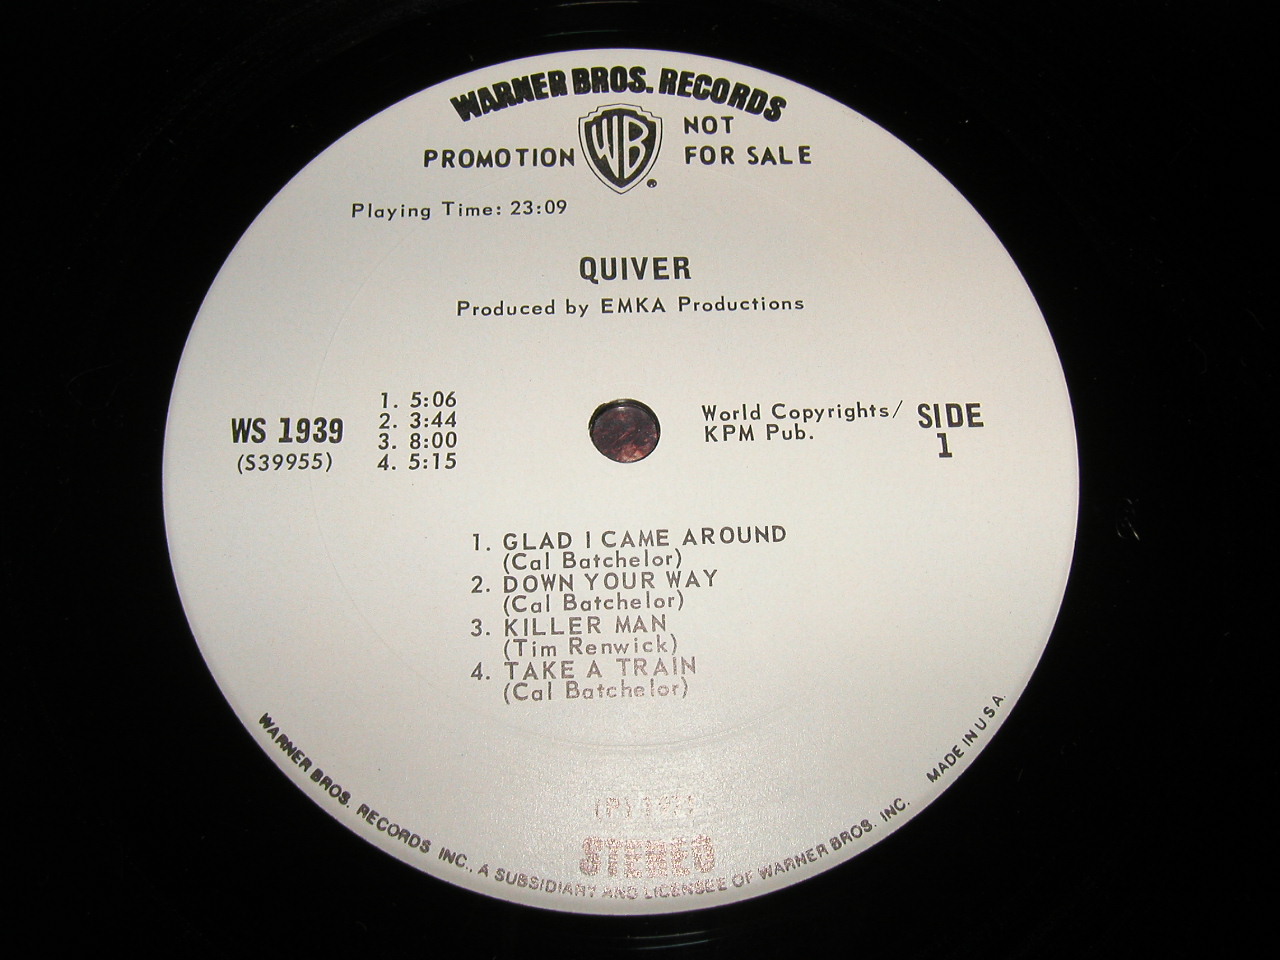 WARNER BROS. RECORDS
PROMOTION WB NOT FOR SALE
Playing Time: 23:09
QUIVER
Produced by EMKA Productions
WS 1939
(S39955)
1. 5:06
2. 3:44
3. 8:00
4. 5:15
World Copyrights/
KPM Pub.
SIDE
1
1. GLAD I CAME AROUND
(Cal Batchelor)
2. DOWN YOUR WAY
(Cal Batchelor)
3. KILLER MAN
(Tim Renwick)
4. TAKE A TRAIN
(Cal Batchelor)
(P)
STEREO
WARNER BROS. RECORDS INC., A SUBSIDIARY AND LICENSEE OF WARNER BROS. INC. MADE IN U.S.A.